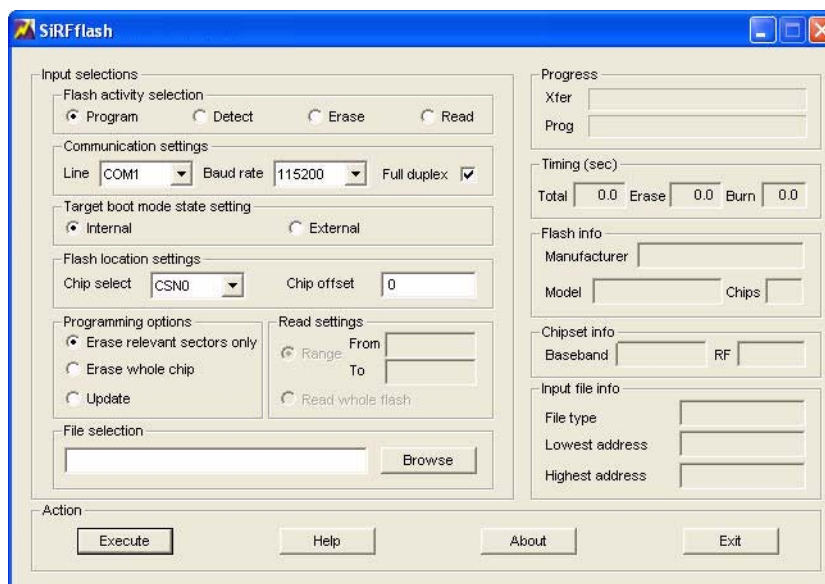 SiRFflash
Input selections
Flash activity selection
Program Detect Erase Read
Communication settings
Line COM1 Baud rate 115200 Full duplex
Target boot mode state setting
Internal External
Flash location settings
Chip select CSN0 Chip offset 0
Programming options
Erase relevant sectors only
Erase whole chip
Update
Read settings
Range From
To
Read whole flash
File selection
Browse
Progress
Xfer
Prog
Timing (sec)
Total 0.0 Erase 0.0 Burn 0.0
Flash info
Manufacturer
Model Chips
Chipset info
Baseband RF
Input file info
File type
Lowest address
Highest address
Action
Execute Help About Exit